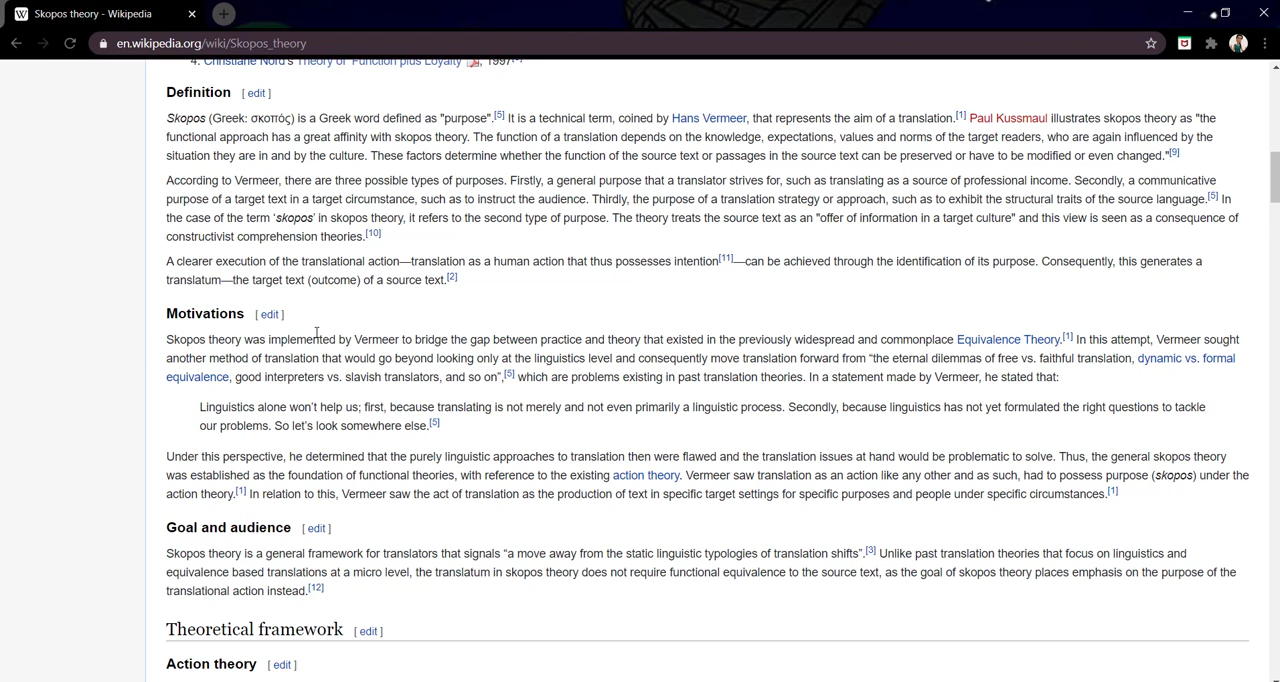 Skopos theory - Wikipedia
en.wikipedia.org/wiki/Skopos_theory
4. Christiane Nord's Theory of "Function plus Loyalty", 1997
Definition [ edit ]
Skopos (Greek: σκοπός) is a Greek word defined as "purpose".[5] It is a technical term, coined by Hans Vermeer, that represents the aim of a translation.[1] Paul Kussmaul illustrates skopos theory as "the
functional approach has a great affinity with skopos theory. The function of a translation depends on the knowledge, expectations, values and norms of the target readers, who are again influenced by the
situation they are in and by the culture. These factors determine whether the function of the source text or passages in the source text can be preserved or have to be modified or even changed."[9]
According to Vermeer, there are three possible types of purposes. Firstly, a general purpose that a translator strives for, such as translating as a source of professional income. Secondly, a communicative
purpose of a target text in a target circumstance, such as to instruct the audience. Thirdly, the purpose of a translation strategy or approach, such as to exhibit the structural traits of the source language.[5] In
the case of the term 'skopos' in skopos theory, it refers to the second type of purpose. The theory treats the source text as an "offer of information in a target culture" and this view is seen as a consequence of
constructivist comprehension theories.[10]
A clearer execution of the translational action—translation as a human action that thus possesses intention[11]—can be achieved through the identification of its purpose. Consequently, this generates a
translatum—the target text (outcome) of a source text.[2]
Motivations [ edit ]
Skopos theory was implemented by Vermeer to bridge the gap between practice and theory that existed in the previously widespread and commonplace Equivalence Theory.[1] In this attempt, Vermeer sought
another method of translation that would go beyond looking only at the linguistics level and consequently move translation forward from “the eternal dilemmas of free vs. faithful translation, dynamic vs. formal
equivalence, good interpreters vs. slavish translators, and so on”,[5] which are problems existing in past translation theories. In a statement made by Vermeer, he stated that:
Linguistics alone won’t help us; first, because translating is not merely and not even primarily a linguistic process. Secondly, because linguistics has not yet formulated the right questions to tackle
our problems. So let’s look somewhere else.[5]
Under this perspective, he determined that the purely linguistic approaches to translation then were flawed and the translation issues at hand would be problematic to solve. Thus, the general skopos theory
was established as the foundation of functional theories, with reference to the existing action theory. Vermeer saw translation as an action like any other and as such, had to possess purpose (skopos) under the
action theory.[1] In relation to this, Vermeer saw the act of translation as the production of text in specific target settings for specific purposes and people under specific circumstances.[1]
Goal and audience [ edit ]
Skopos theory is a general framework for translators that signals “a move away from the static linguistic typologies of translation shifts”.[3] Unlike past translation theories that focus on linguistics and
equivalence based translations at a micro level, the translatum in skopos theory does not require functional equivalence to the source text, as the goal of skopos theory places emphasis on the purpose of the
translational action instead.[12]
Theoretical framework [ edit ]
Action theory [ edit ]